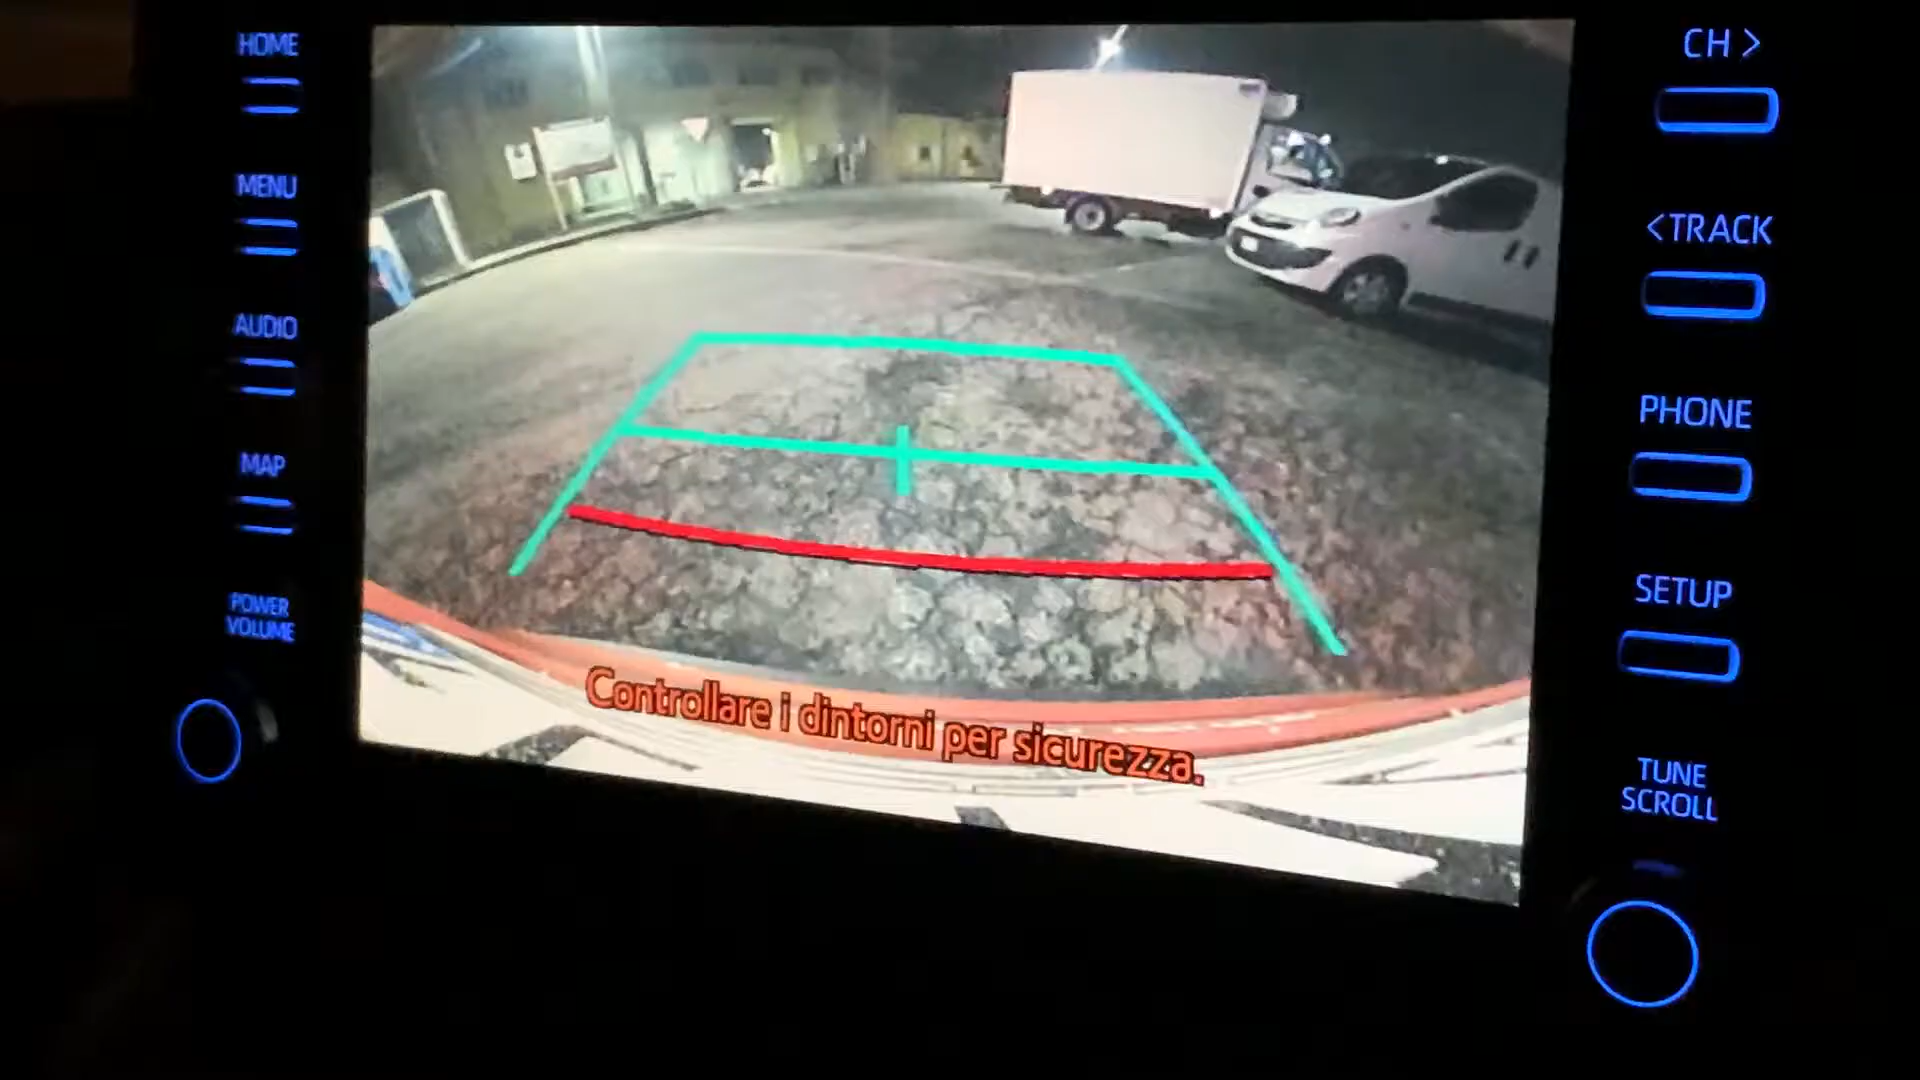 HOME
MENU
AUDIO
MAP
POWER
VOLUME
Controllare i dintorni per sicurezza.
CH >
<TRACK
PHONE
SETUP
TUNE
SCROLL